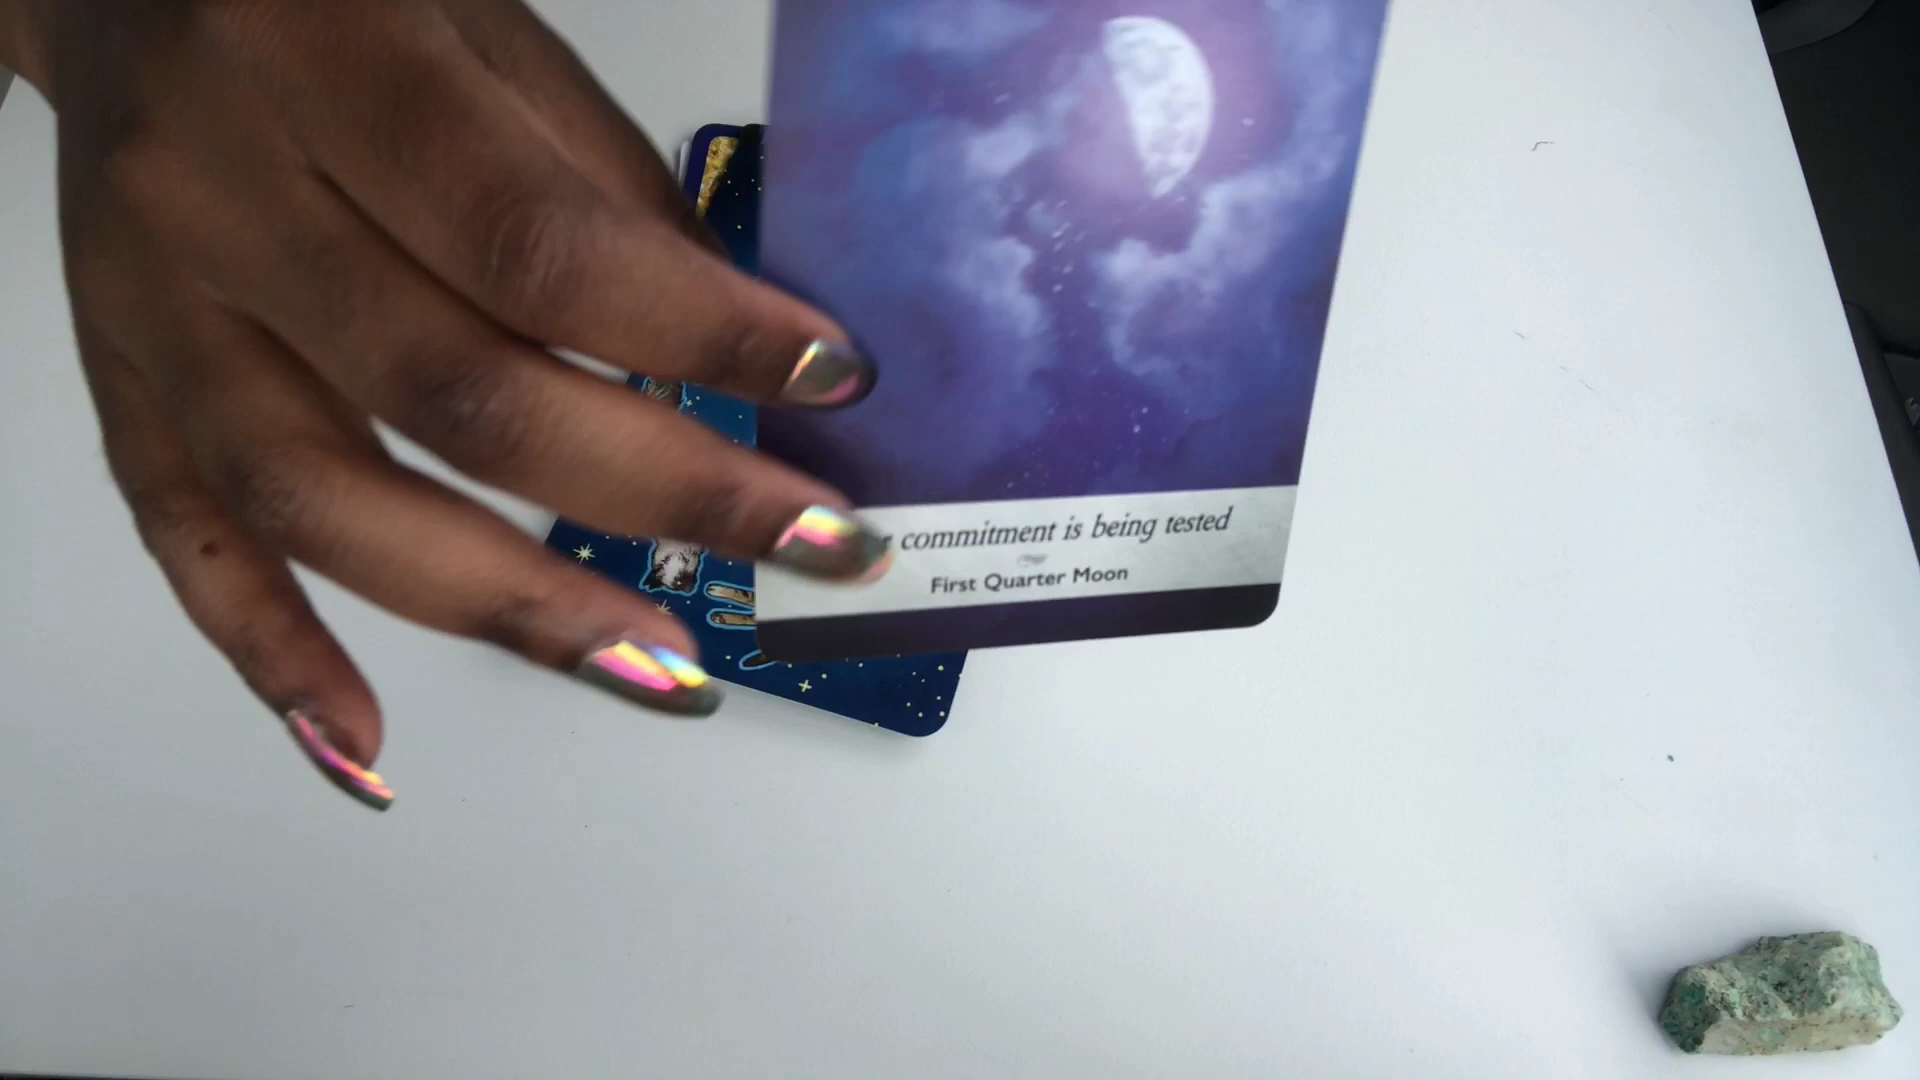 commitment is being tested
First Quarter Moon